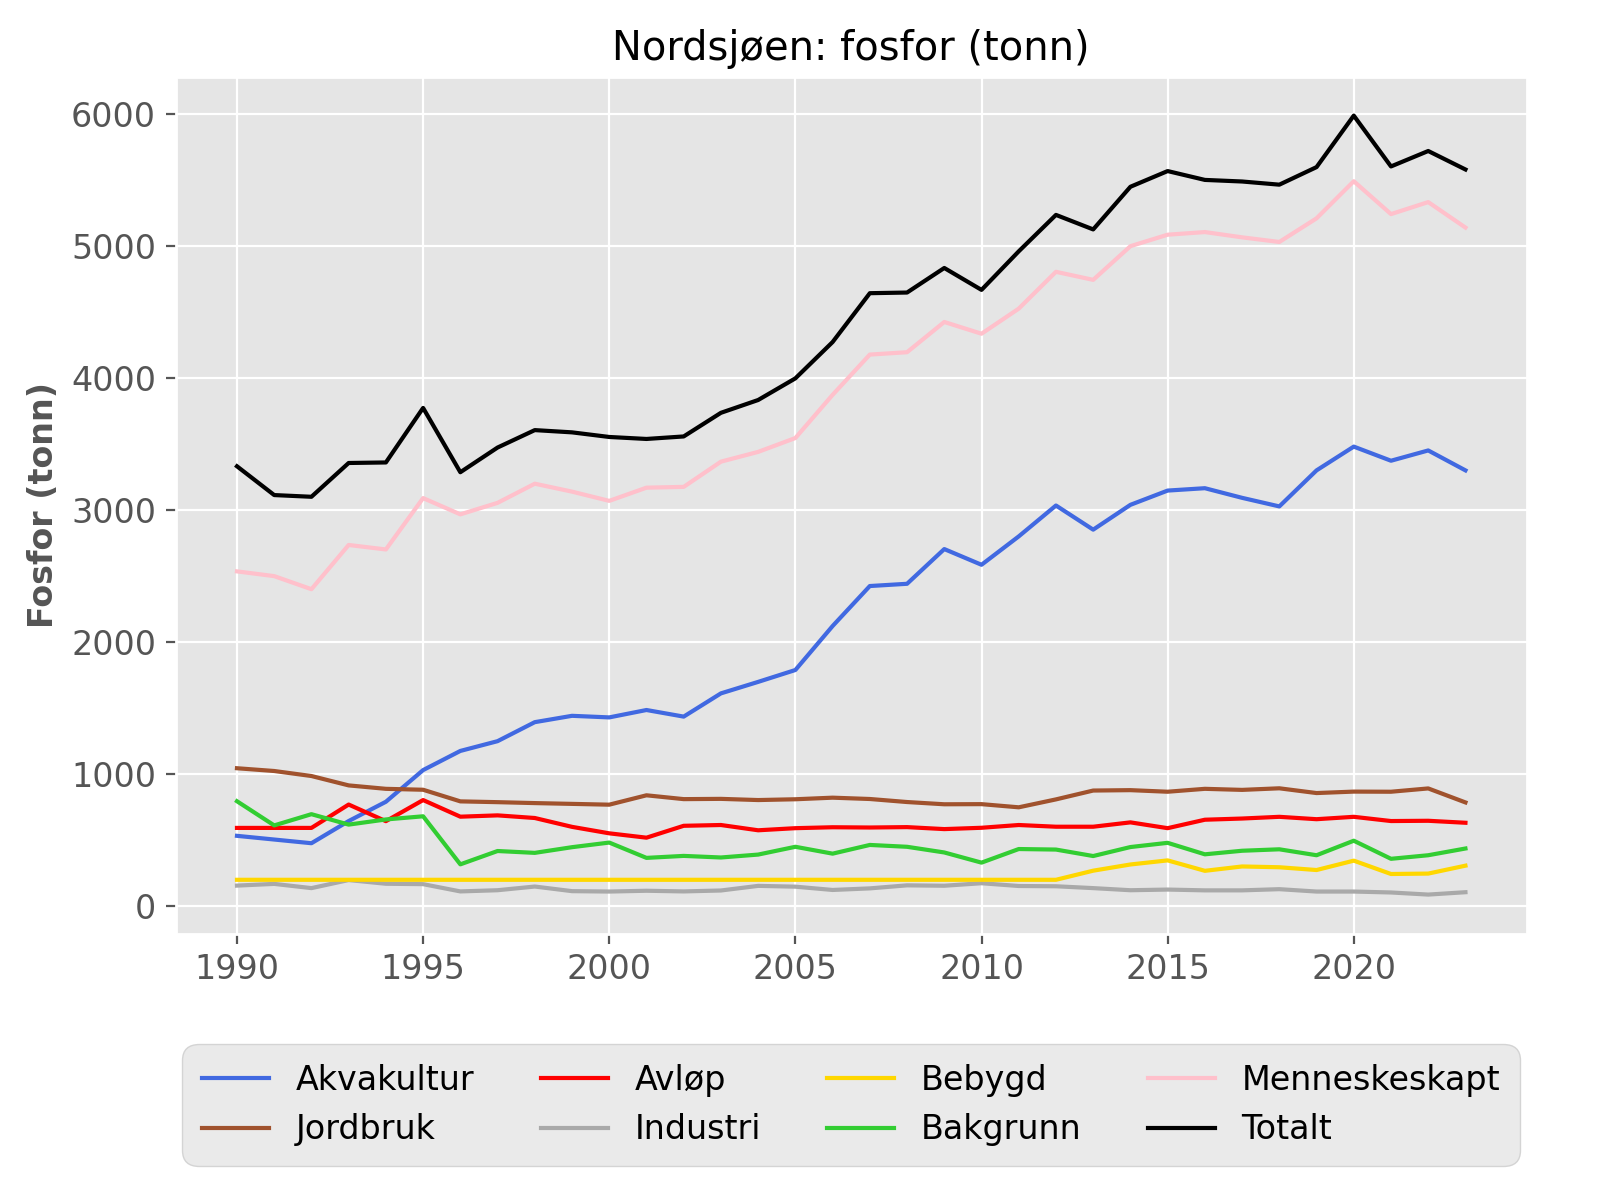 Nordsjøen: fosfor (tonn)
Fosfor (tonn)
6000
5000
4000
3000
2000
1000
0
1990 1995 2000 2005 2010 2015 2020
Akvakultur Avløp Bebygd Menneskeskapt
Jordbruk Industri Bakgrunn Totalt